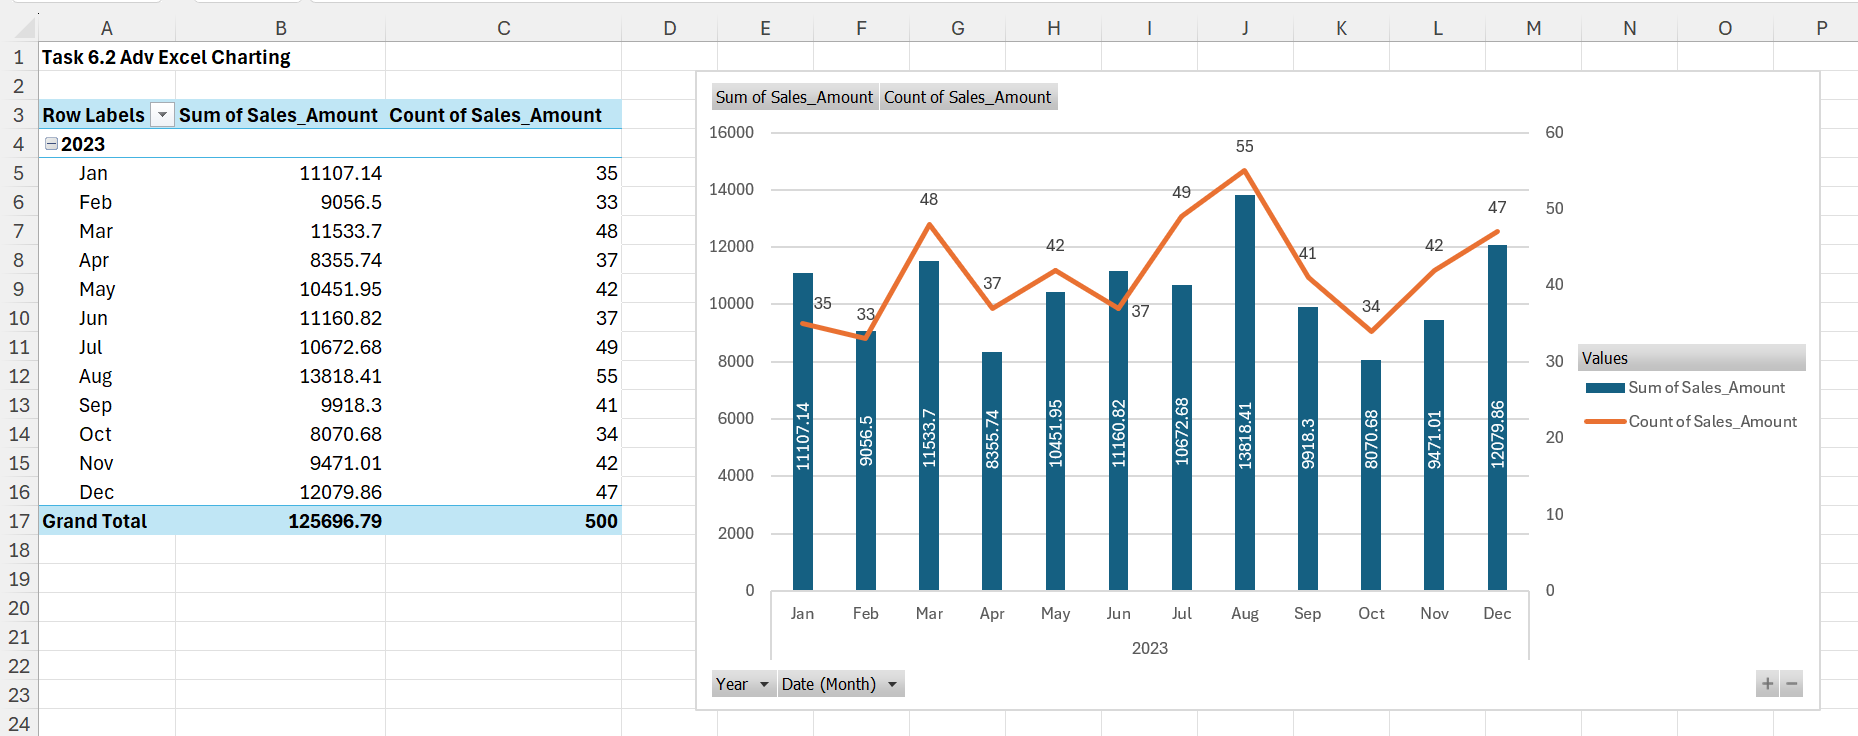 A B C D E F G H I J K L M N O P
1 Task 6.2 Adv Excel Charting
2
3 Row Labels Sum of Sales_Amount Count of Sales_Amount
4 2023
5 Jan 11107.14 35
6 Feb 9056.5 33
7 Mar 11533.7 48
8 Apr 8355.74 37
9 May 10451.95 42
10 Jun 11160.82 37
11 Jul 10672.68 49
12 Aug 13818.41 55
13 Sep 9918.3 41
14 Oct 8070.68 34
15 Nov 9471.01 42
16 Dec 12079.86 47
17 Grand Total 125696.79 500
18
19
20
21
22
23
24
Sum of Sales_Amount Count of Sales_Amount
16000
14000
12000
10000
8000
6000
4000
2000
0
35 33 48 37 42 37 49 55 41 34 42 47
11107.14 9056.5 11533.7 8355.74 10451.95 11160.82 10672.68 13818.41 9918.3 8070.68 9471.01 12079.86
60
50
40
30
20
10
0
Jan Feb Mar Apr May Jun Jul Aug Sep Oct Nov Dec
2023
Values
Sum of Sales_Amount
Count of Sales_Amount
Year Date (Month)
+ −